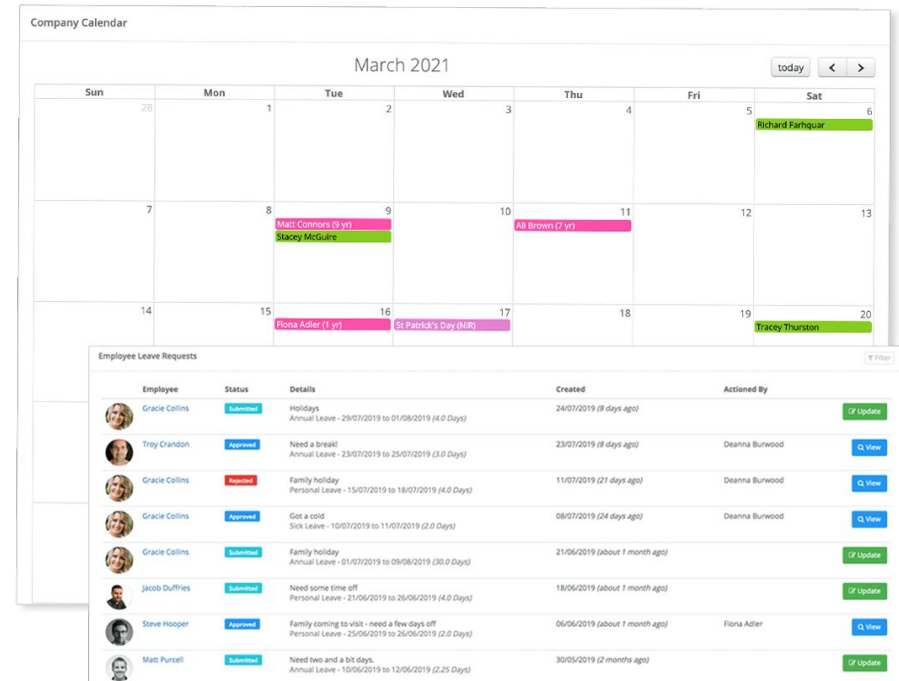 Company Calendar
March 2021
today
Sun Mon Tue Wed Thu Fri Sat
28 1 2 3 4 5 6
Richard Farhquar
7 8 9 10 11 12 13
Matt Connors (9 yr) Ali Brown (7 yr)
Stacey McGuire
14 15 16 17 18 19 20
Fiona Adler (1 yr) St Patrick's Day (NIR) Tracey Thurston
Employee Leave Requests Filter
Employee Status Details Created Actioned By
Gracie Collins Submitted Holidays 24/07/2019 (8 days ago) Update
Annual Leave - 29/07/2019 to 01/08/2019 (4.0 Days)
Troy Crandon Approved Need a break! 23/07/2019 (8 days ago) Deanna Burwood View
Annual Leave - 23/07/2019 to 25/07/2019 (3.0 Days)
Gracie Collins Rejected Family holiday 11/07/2019 (21 days ago) Deanna Burwood View
Personal Leave - 15/07/2019 to 18/07/2019 (4.0 Days)
Gracie Collins Approved Got a cold 08/07/2019 (24 days ago) Deanna Burwood View
Sick Leave - 10/07/2019 to 11/07/2019 (2.0 Days)
Gracie Collins Submitted Family holiday 21/06/2019 (about 1 month ago) Update
Annual Leave - 01/07/2019 to 09/08/2019 (30.0 Days)
Jacob Duffries Submitted Need some time off 18/06/2019 (about 1 month ago) Update
Personal Leave - 21/06/2019 to 26/06/2019 (4.0 Days)
Steve Hooper Approved Family coming to visit - need a few days off 06/06/2019 (about 1 month ago) Fiona Adler View
Personal Leave - 25/06/2019 to 26/06/2019 (2.0 Days)
Matt Purcell Submitted Need two and a bit days. 30/05/2019 (2 months ago) Update
Annual Leave - 10/06/2019 to 12/06/2019 (2.25 Days)